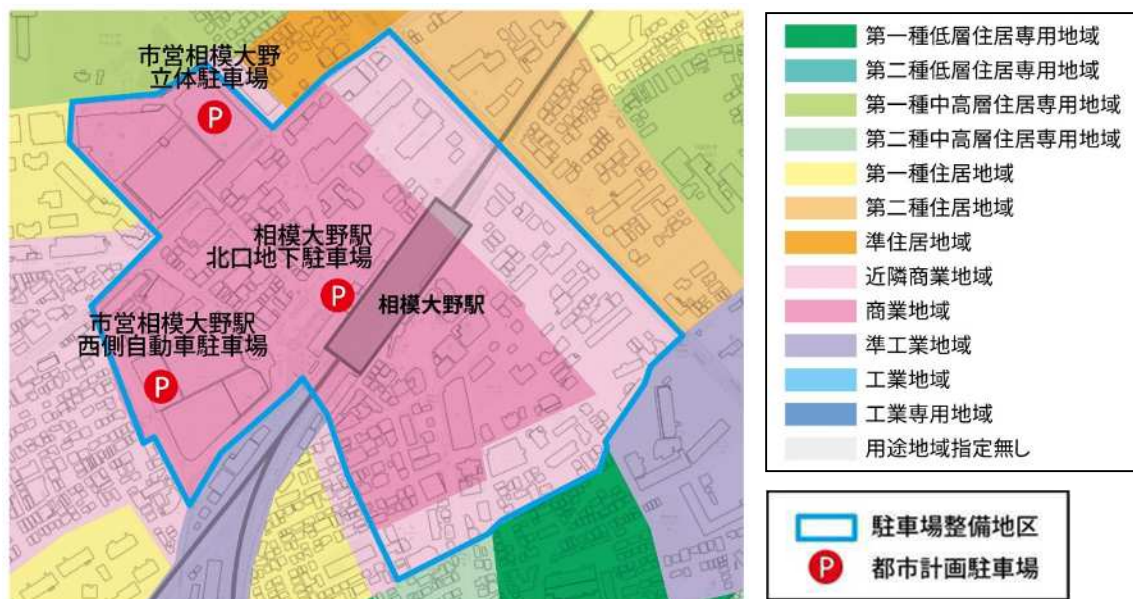 市営相模大野
立体駐車場
P
相模大野駅
北口地下駐車場
P
相模大野駅
市営相模大野駅
西側自動車駐車場
P
第一種低層住居専用地域
第二種低層住居専用地域
第一種中高層住居専用地域
第二種中高層住居専用地域
第一種住居地域
第二種住居地域
準住居地域
近隣商業地域
商業地域
準工業地域
工業地域
工業専用地域
用途地域指定無し
駐車場整備地区
P 都市計画駐車場